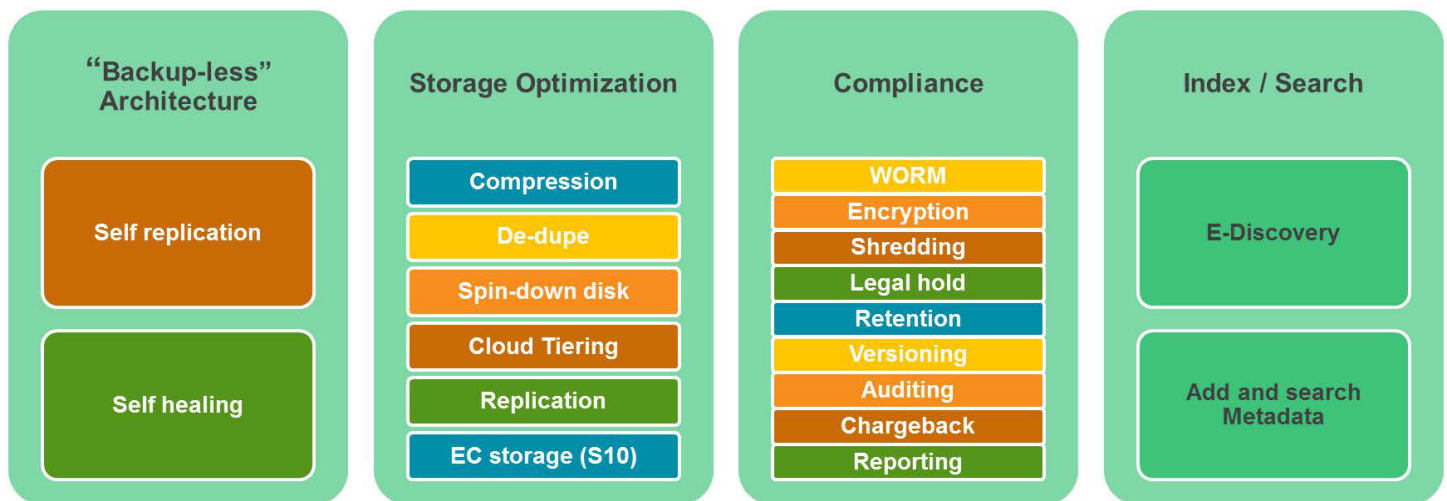 “Backup-less”
Architecture
Self replication
Self healing
Storage Optimization
Compression
De-dupe
Spin-down disk
Cloud Tiering
Replication
EC storage (S10)
Compliance
WORM
Encryption
Shredding
Legal hold
Retention
Versioning
Auditing
Chargeback
Reporting
Index / Search
E-Discovery
Add and search
Metadata